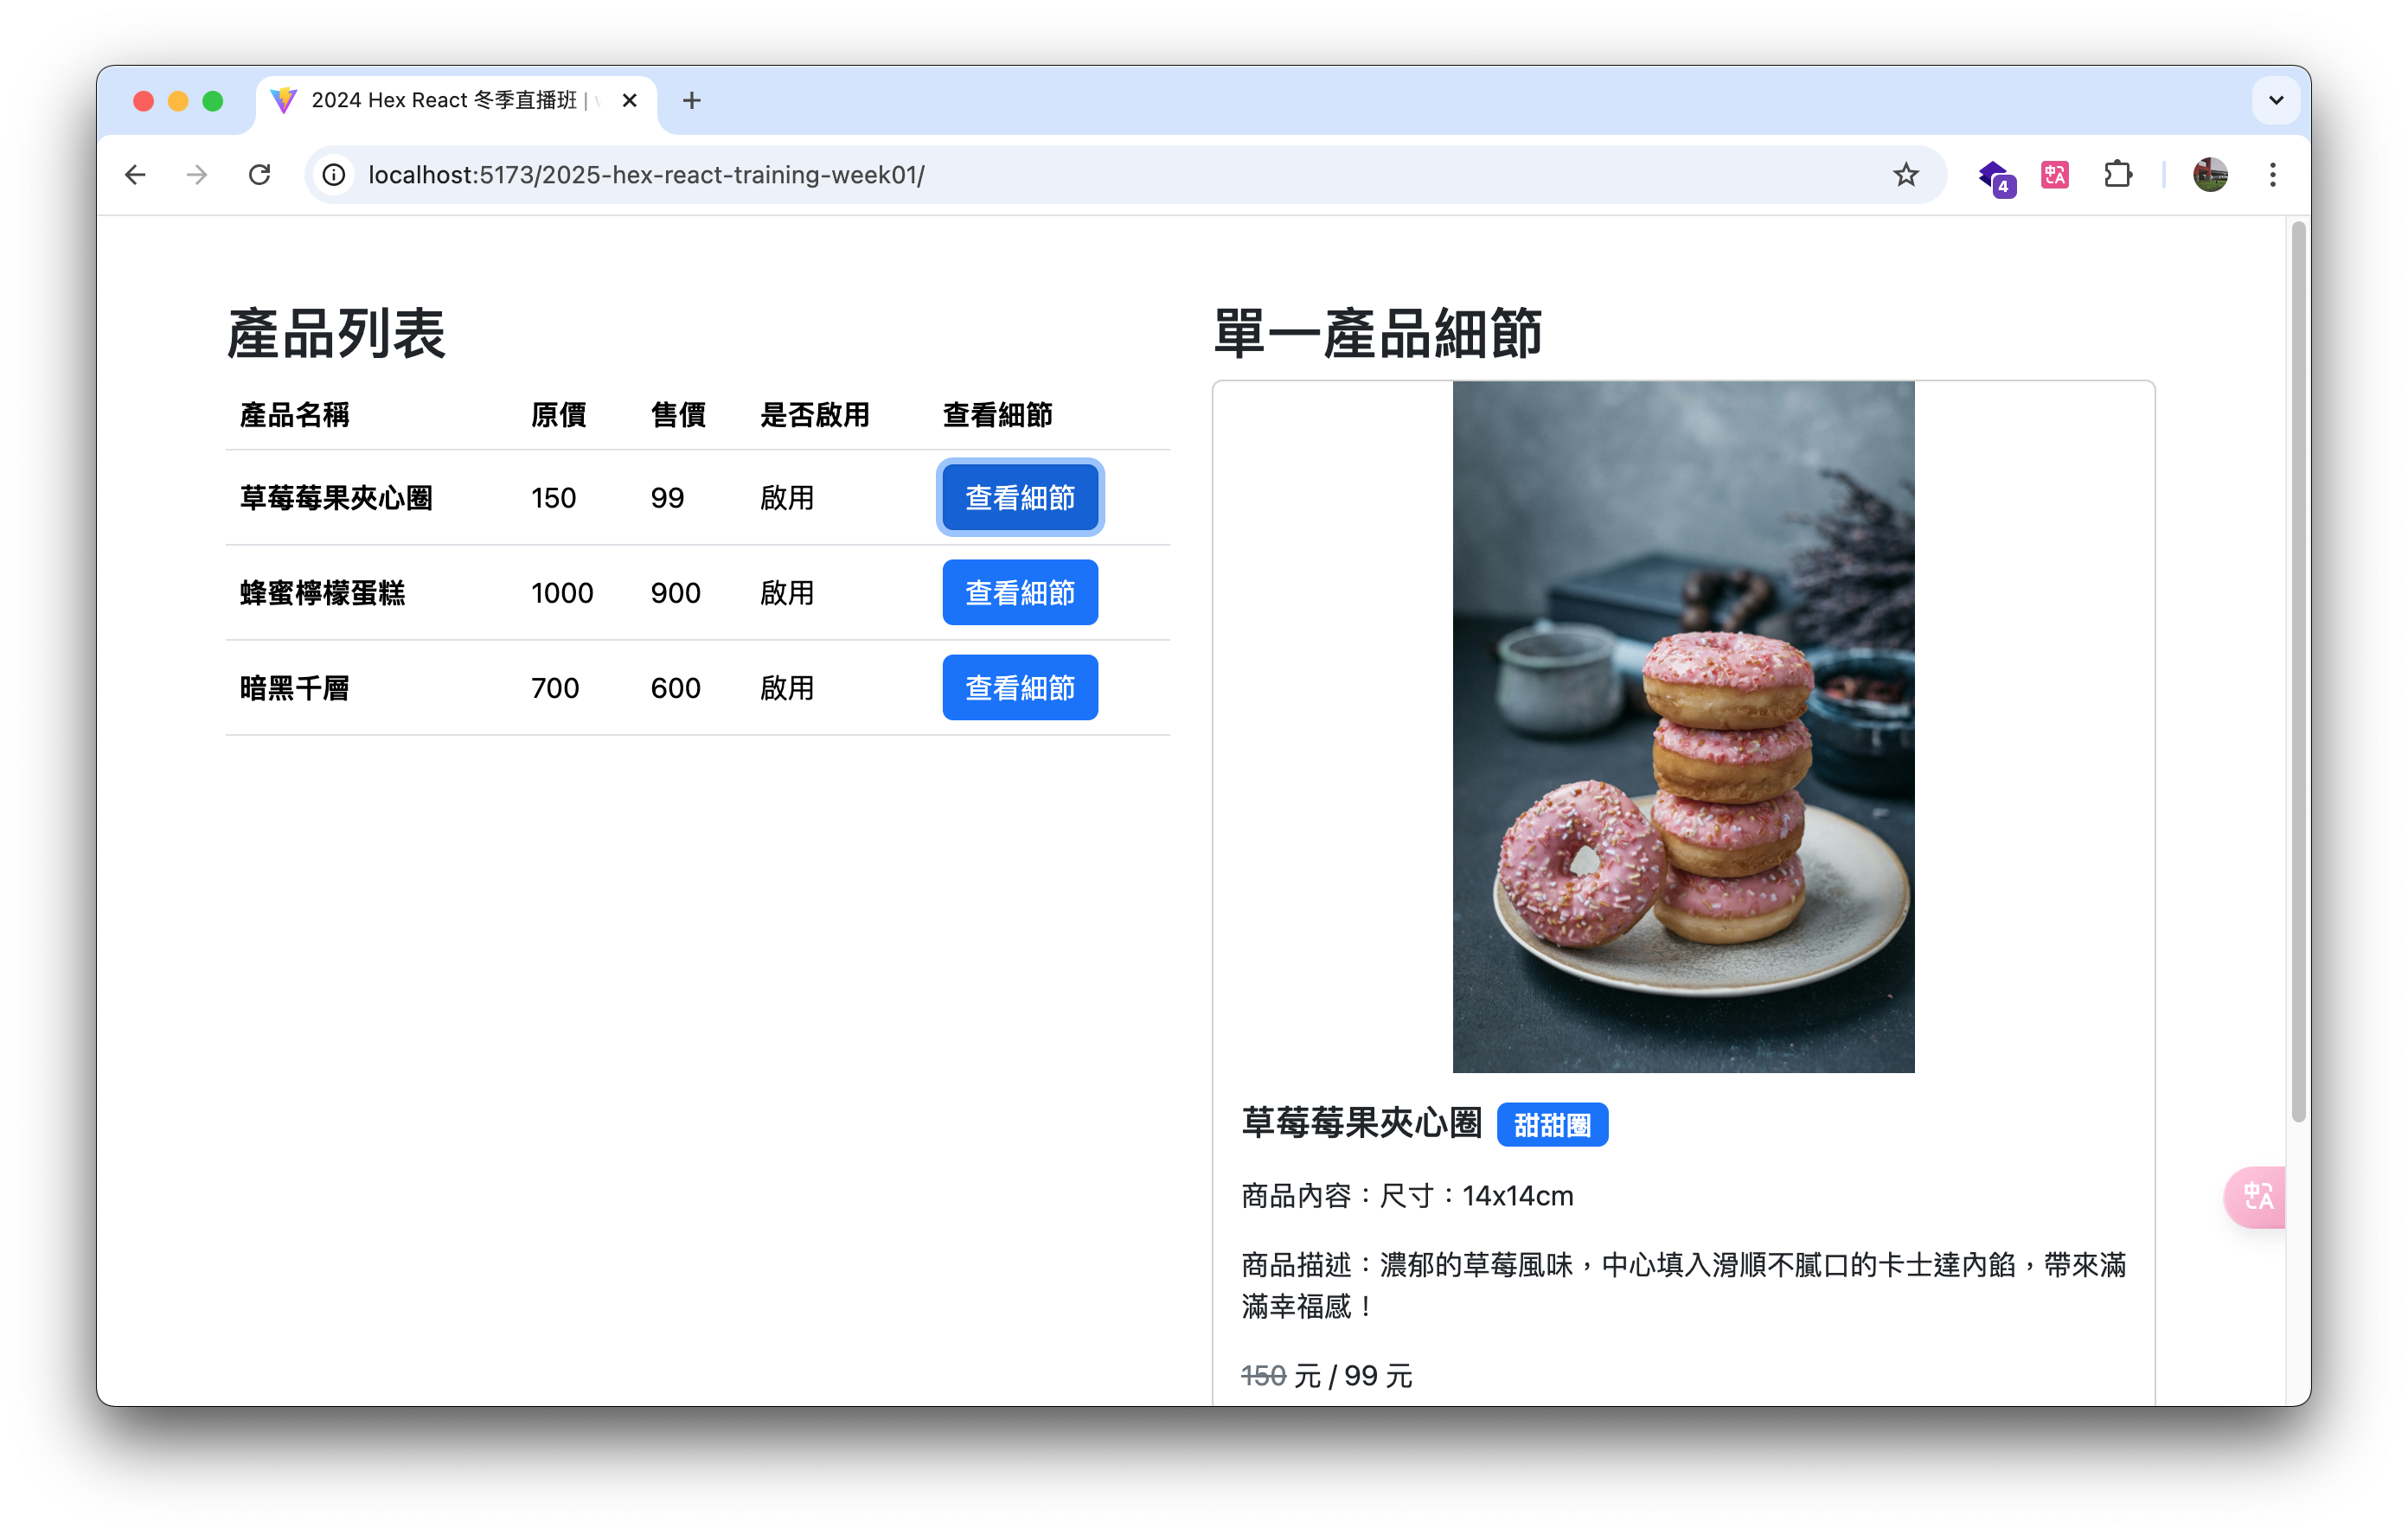 2024 Hex React 冬季直播班 |
localhost:5173/2025-hex-react-training-week01/
4
中A
產品列表
產品名稱 原價 售價 是否啟用 查看細節
草莓莓果夾心圈 150 99 啟用 查看細節
蜂蜜檸檬蛋糕 1000 900 啟用 查看細節
暗黑千層 700 600 啟用 查看細節
單一產品細節
草莓莓果夾心圈 甜甜圈
商品內容：尺寸：14x14cm
商品描述：濃郁的草莓風味，中心填入滑順不膩口的卡士達內餡，帶來滿
滿幸福感！
150 元 / 99 元
中A